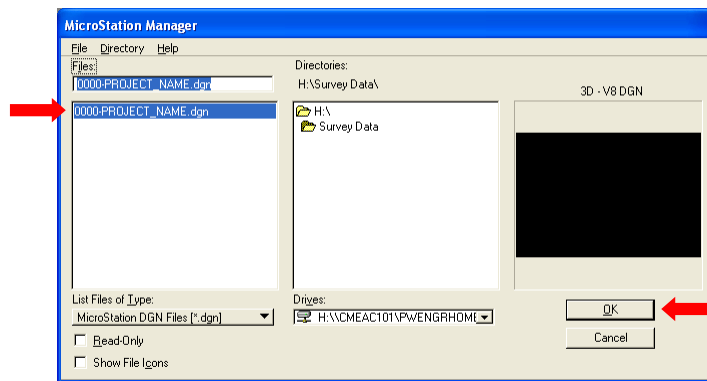 MicroStation Manager
File Directory Help
Files:
0000-PROJECT_NAME.dgn
0000-PROJECT_NAME.dgn
List Files of Type:
MicroStation DGN Files [*.dgn]
Read-Only
Show File Icons
Directories:
H:\Survey Data\
H:\
Survey Data
Drives:
H:\\CMEAC101\PWENGRHOME
3D - V8 DGN
OK
Cancel